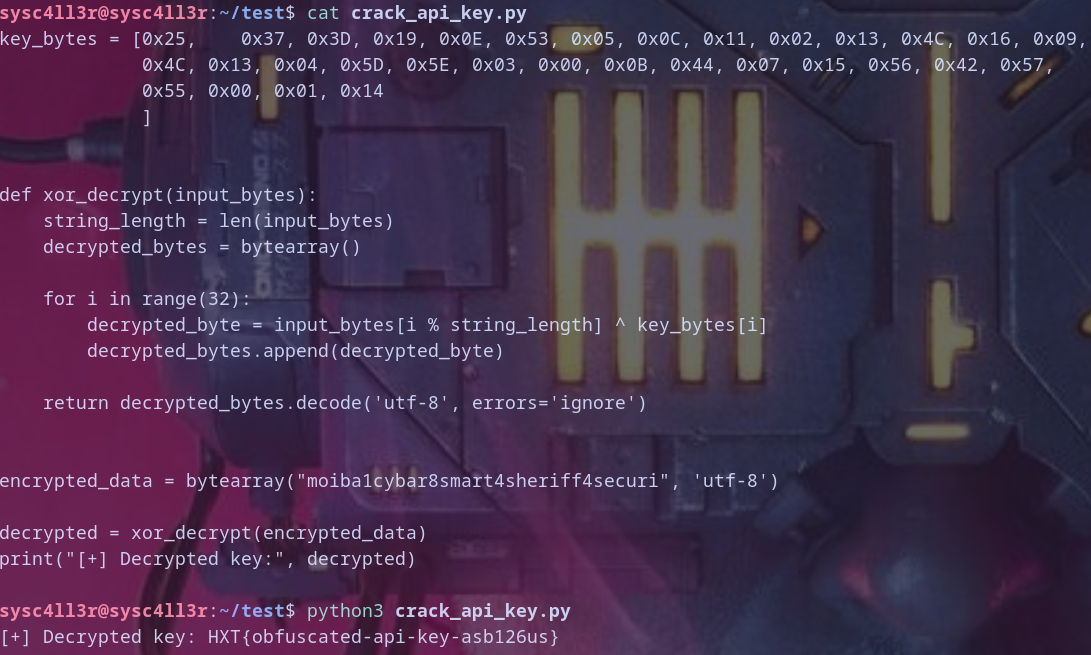 sysc4ll3r@sysc4ll3r:~/test$ cat crack_api_key.py
key_bytes = [0x25,    0x37, 0x3D, 0x19, 0x0E, 0x53, 0x05, 0x0C, 0x11, 0x02, 0x13, 0x4C, 0x16, 0x09,
             0x4C, 0x13, 0x04, 0x5D, 0x5E, 0x03, 0x00, 0x0B, 0x44, 0x07, 0x15, 0x56, 0x42, 0x57,
             0x55, 0x00, 0x01, 0x14
             ]
def xor_decrypt(input_bytes):
    string_length = len(input_bytes)
    decrypted_bytes = bytearray()
    for i in range(32):
        decrypted_byte = input_bytes[i % string_length] ^ key_bytes[i]
        decrypted_bytes.append(decrypted_byte)
    return decrypted_bytes.decode('utf-8', errors='ignore')
encrypted_data = bytearray("moiba1cybar8smart4sheriff4securi", 'utf-8')
decrypted = xor_decrypt(encrypted_data)
print("[+] Decrypted key:", decrypted)
sysc4ll3r@sysc4ll3r:~/test$ python3 crack_api_key.py
[+] Decrypted key: HXT{obfuscated-api-key-asb126us}